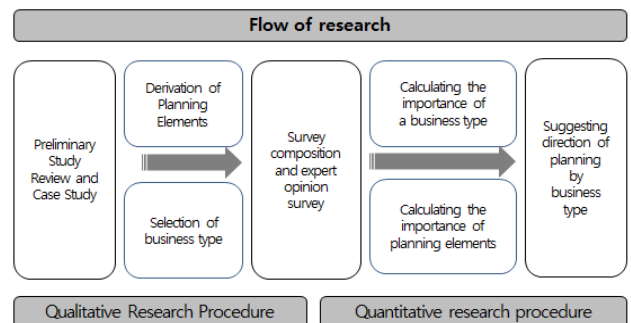 Flow of research
Preliminary
Study
Review and
Case Study
Derivation of
Planning
Elements
Selection of
business type
Survey
composition
and expert
opinion
survey
Calculating the
importance of
a business type
Calculating the
importance of
planning elements
Suggesting
direction of
planning
by
business
type
Qualitative Research Procedure
Quantitative research procedure